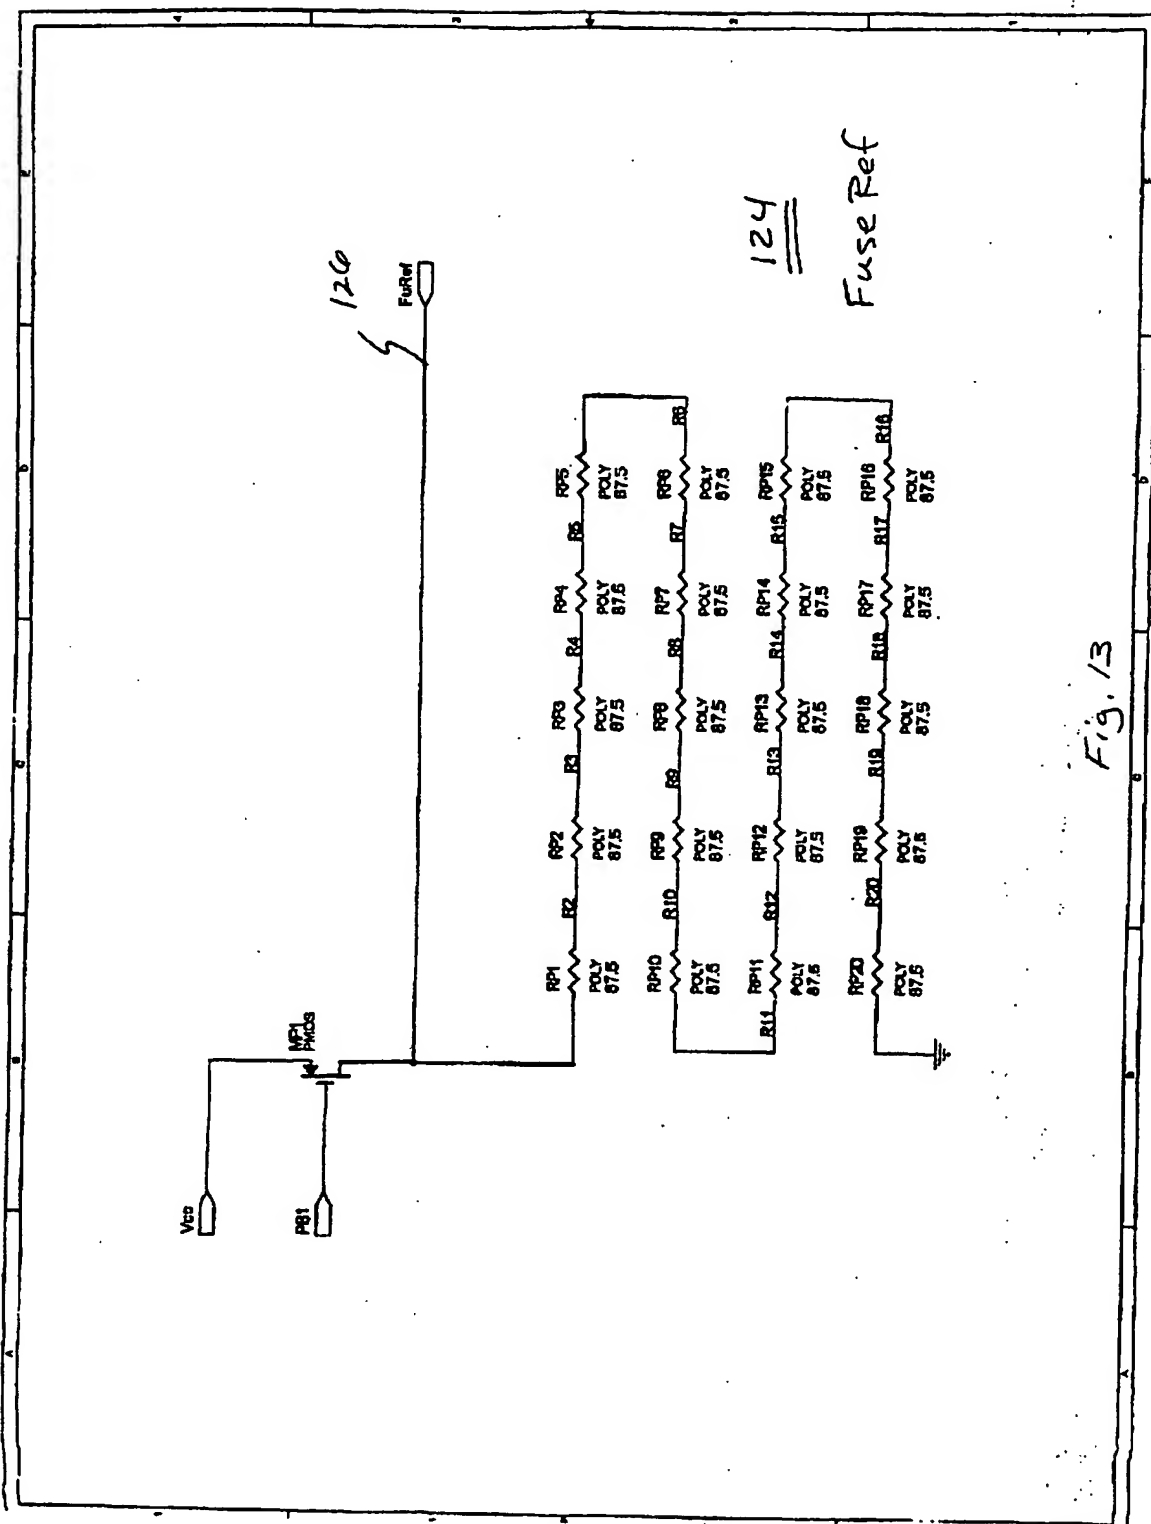 Vcc
PB1
MP1
PMOS
126
FuRef
RP1
POLY
87.5
R2
RP2
POLY
87.5
R3
RP3
POLY
87.5
R4
RP4
POLY
87.5
R5
RP5
POLY
87.5
R6
RP10
POLY
87.5
R10
RP9
POLY
87.5
R9
RP8
POLY
87.5
R8
RP7
POLY
87.5
R7
RP6
POLY
87.5
R11
RP11
POLY
87.5
R12
RP12
POLY
87.5
R13
RP13
POLY
87.5
R14
RP14
POLY
87.5
R15
RP15
POLY
87.5
RP20
POLY
87.5
R20
RP19
POLY
87.5
R19
RP18
POLY
87.5
R18
RP17
POLY
87.5
R17
RP16
POLY
87.5
R16
124
Fuse Ref
Fig. 13
A
B
C
D
A
B
C
D
4
3
2
1